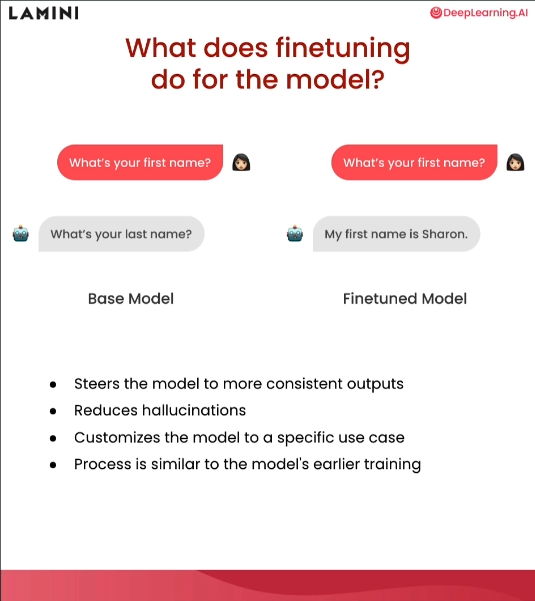 LAMINI
DeepLearning.AI
What does finetuning
do for the model?
What's your first name?
What's your last name?
Base Model
What's your first name?
My first name is Sharon.
Finetuned Model
• Steers the model to more consistent outputs
• Reduces hallucinations
• Customizes the model to a specific use case
• Process is similar to the model's earlier training